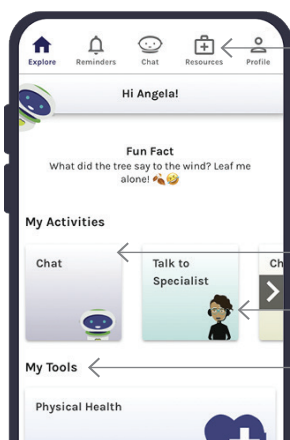 Explore Reminders Chat Resources Profile
Hi Angela!
Fun Fact
What did the tree say to the wind? Leaf me
alone! 🍂🤣
My Activities
Chat
Talk to
Specialist
Ch
My Tools
Physical Health